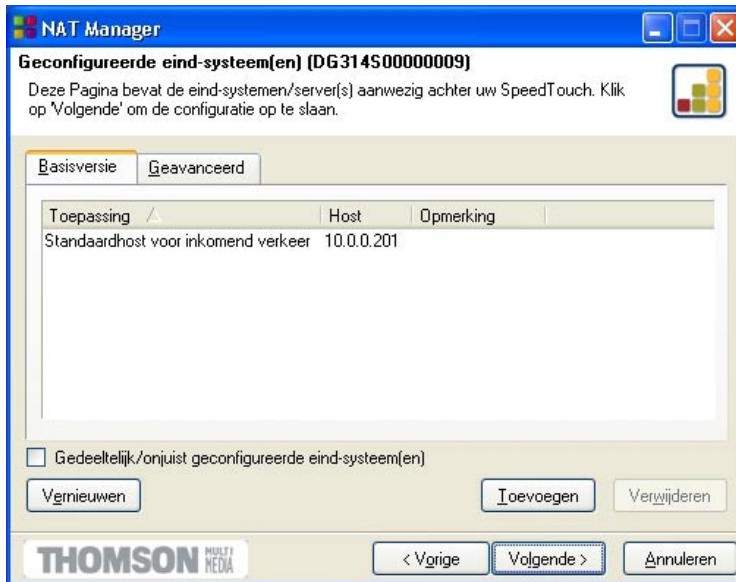 NAT Manager
Geconfigureerde eind-systeem(en) (DG314S00000009)
Deze Pagina bevat de eind-systemen/server(s) aanwezig achter uw SpeedTouch. Klik
op 'Volgende' om de configuratie op te slaan.
Basisversie Geavanceerd
Toepassing Host Opmerking
Standaardhost voor inkomend verkeer 10.0.0.201
Gedeeltelijk/onjuist geconfigureerde eind-systeem(en)
Vernieuwen Toevoegen Verwijderen
THOMSON MULTI MEDIA < Vorige Volgende > Annuleren